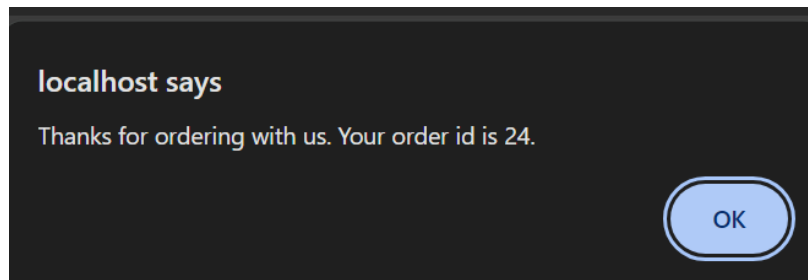 localhost says
Thanks for ordering with us. Your order id is 24.
OK